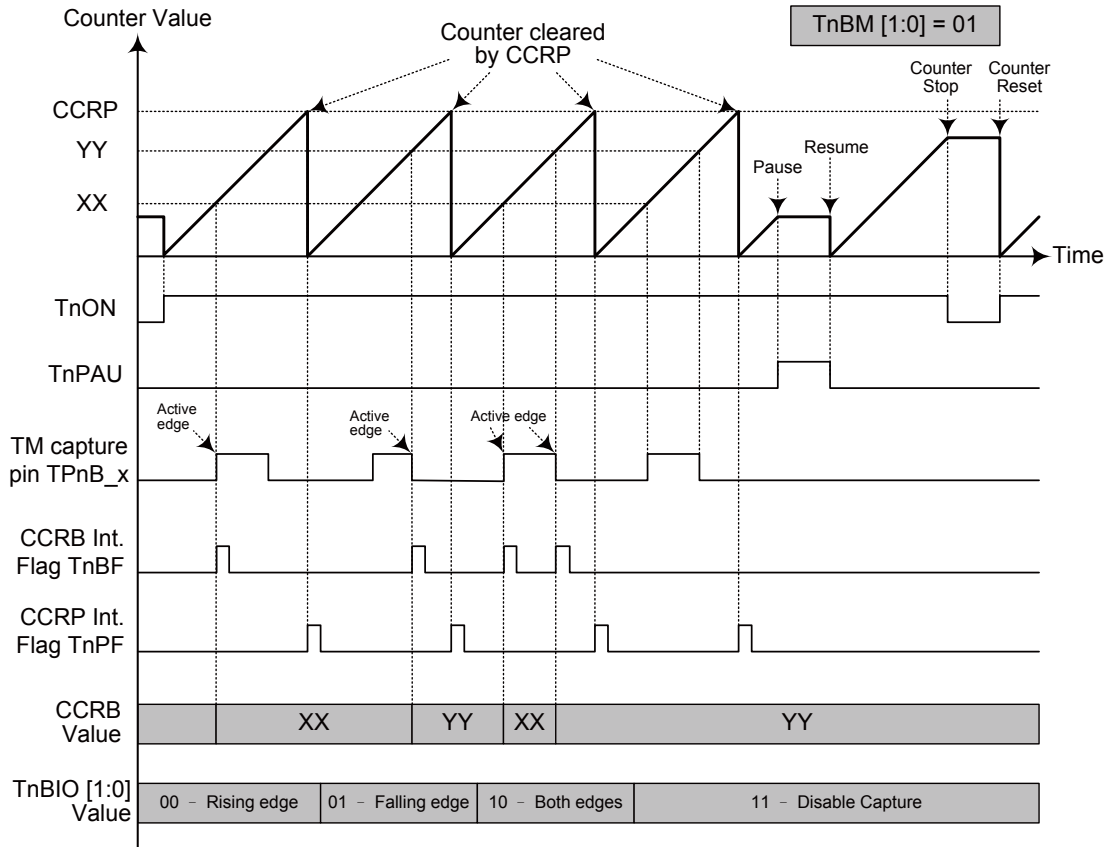 Counter Value
TnBM [1:0] = 01
Counter cleared
by CCRP
Counter
Stop
Counter
Reset
CCRP
YY
XX
Pause
Resume
Time
TnON
TnPAU
Active
edge
Active
edge
Active edge
TM capture
pin TPnB_x
CCRB Int.
Flag TnBF
CCRP Int.
Flag TnPF
CCRB
Value
XX
YY
XX
YY
TnBIO [1:0]
Value
00 – Rising edge
01 – Falling edge
10 – Both edges
11 – Disable Capture